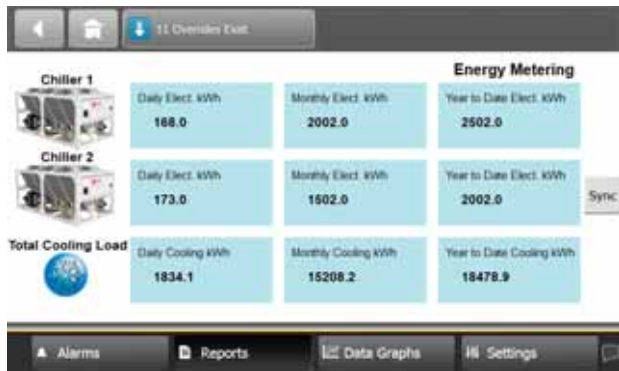 11 Overrides Exist
Energy Metering
Chiller 1
Daily Elect. kWh
168.0
Monthly Elect. kWh
2002.0
Year to Date Elect. kWh
2502.0
Chiller 2
Daily Elect. kWh
173.0
Monthly Elect. kWh
1502.0
Year to Date Elect. kWh
2002.0
Sync
Total Cooling Load
Daily Cooling kWh
1834.1
Monthly Cooling kWh
15208.2
Year to Date Cooling kWh
18478.9
Alarms
Reports
Data Graphs
Settings